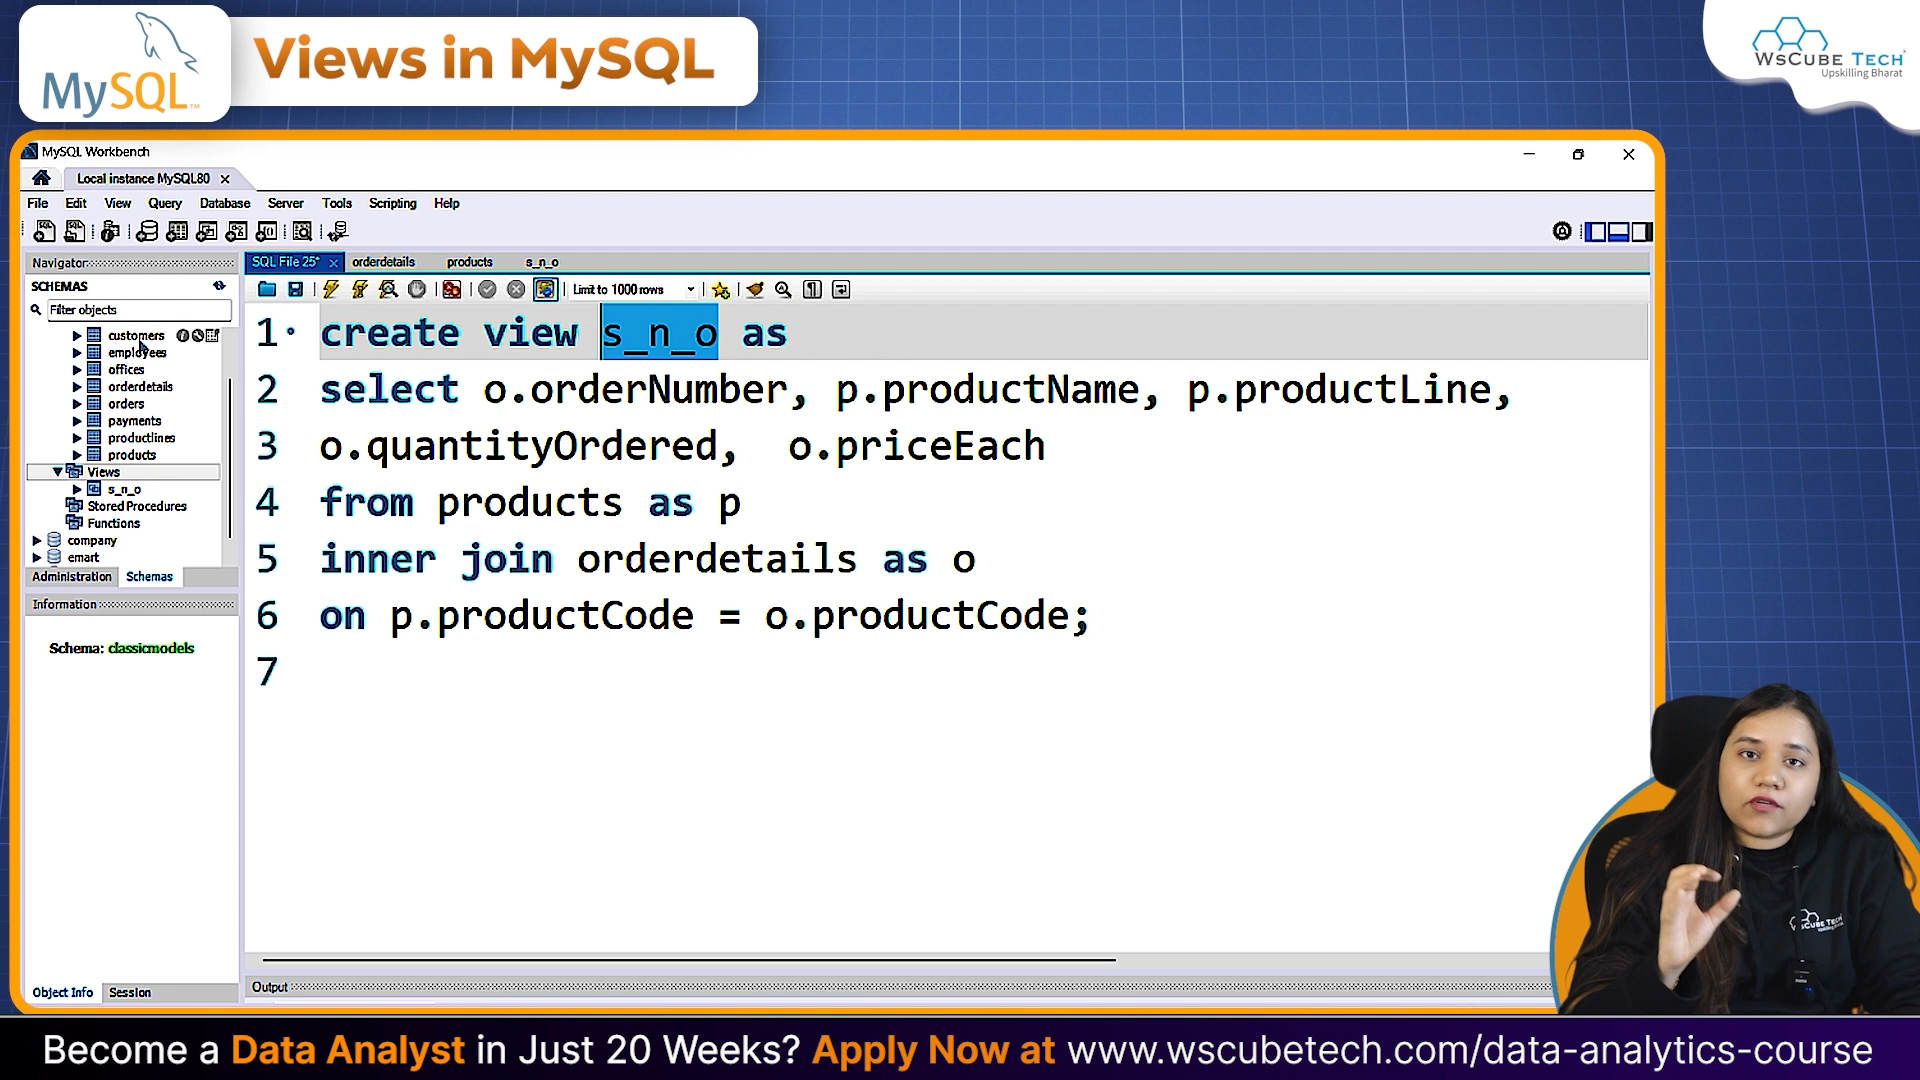 MySQL™
Views in MySQL
WsCube Tech
Upskilling Bharat
MySQL Workbench
Local instance MySQL80
File Edit View Query Database Server Tools Scripting Help
Navigator
SCHEMAS
Filter objects
customers
employees
offices
orderdetails
orders
payments
productlines
products
Views
s_n_o
Stored Procedures
Functions
company
emart
Administration Schemas
Information
Schema: classicmodels
Object Info Session
SQL File 25* orderdetails products s_n_o
Limit to 1000 rows
1 create view s_n_o as
2 select o.orderNumber, p.productName, p.productLine,
3 o.quantityOrdered,  o.priceEach
4 from products as p
5 inner join orderdetails as o
6 on p.productCode = o.productCode;
7
Output
WsCube Tech
Become a Data Analyst in Just 20 Weeks? Apply Now at www.wscubetech.com/data-analytics-course